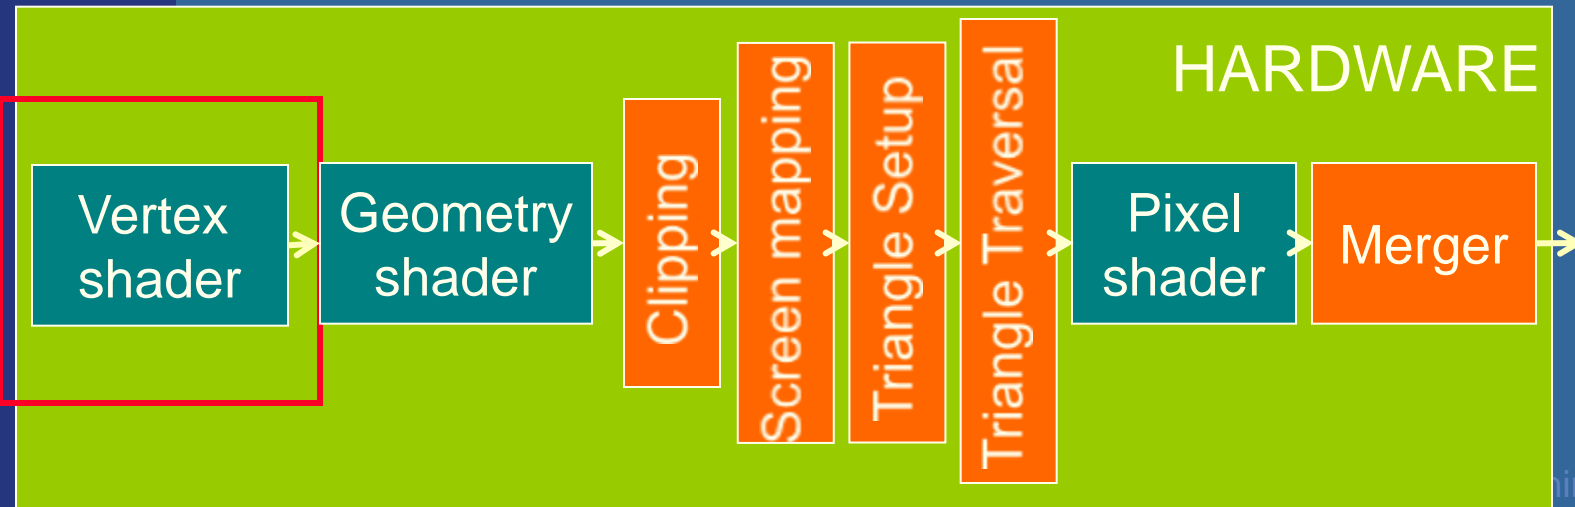 HARDWARE
Vertex
shader
Geometry
shader
Clipping
Screen mapping
Triangle Setup
Triangle Traversal
Pixel
shader
Merger